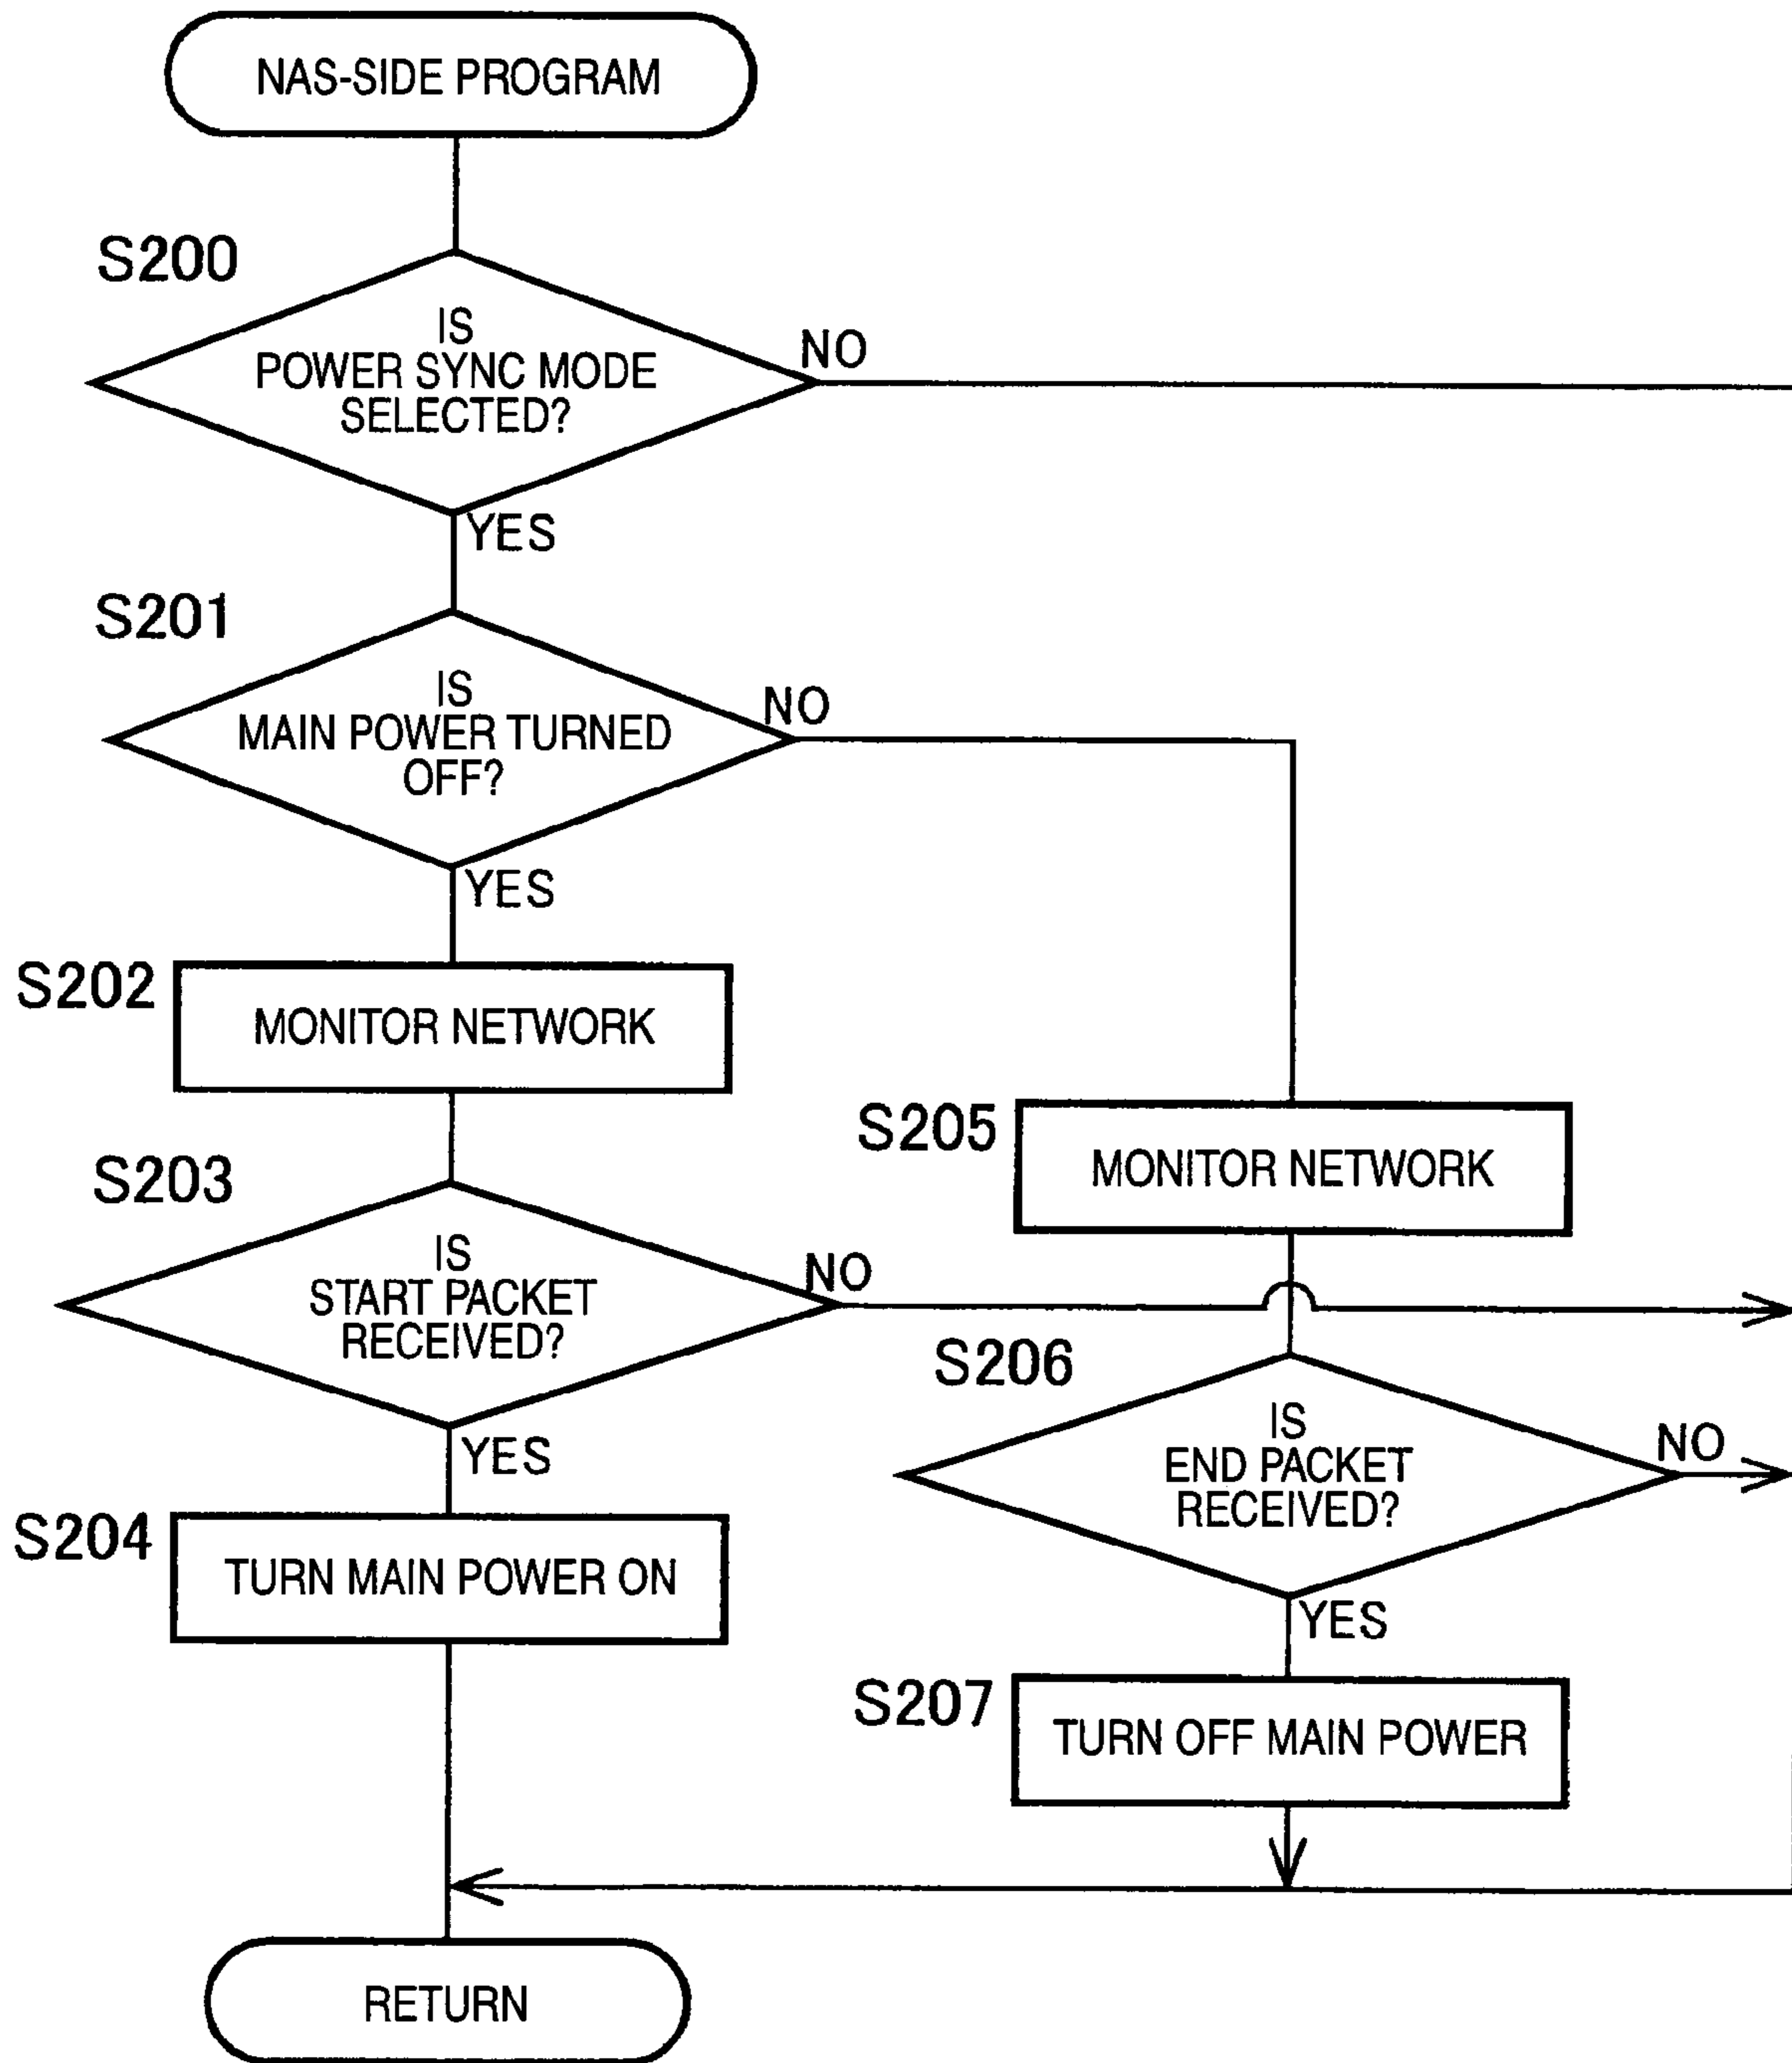 NAS-SIDE PROGRAM
S200
IS
POWER SYNC MODE
SELECTED?
NO
YES
S201
IS
MAIN POWER TURNED
OFF?
NO
YES
S202
MONITOR NETWORK
S203
IS
START PACKET
RECEIVED?
NO
YES
S204
TURN MAIN POWER ON
S205
MONITOR NETWORK
S206
IS
END PACKET
RECEIVED?
NO
YES
S207
TURN OFF MAIN POWER
RETURN